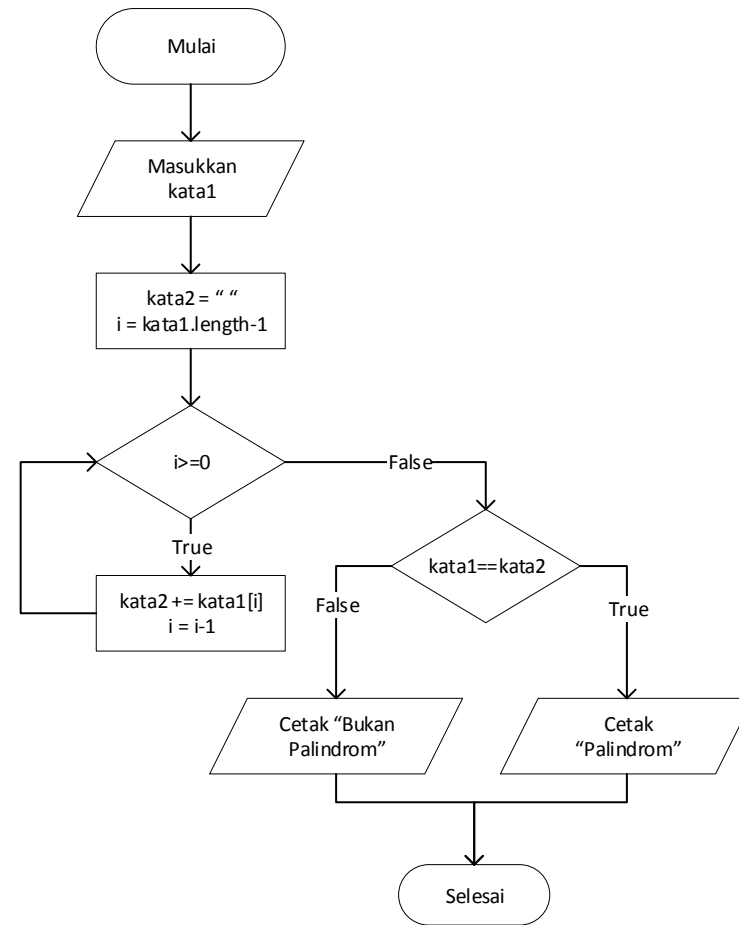 Mulai
Masukkan
kata1
kata2 = “ “
i = kata1.length-1
i>=0
False
True
kata2 += kata1[i]
i = i-1
kata1==kata2
False
True
Cetak “Bukan
Palindrom”
Cetak
“Palindrom”
Selesai